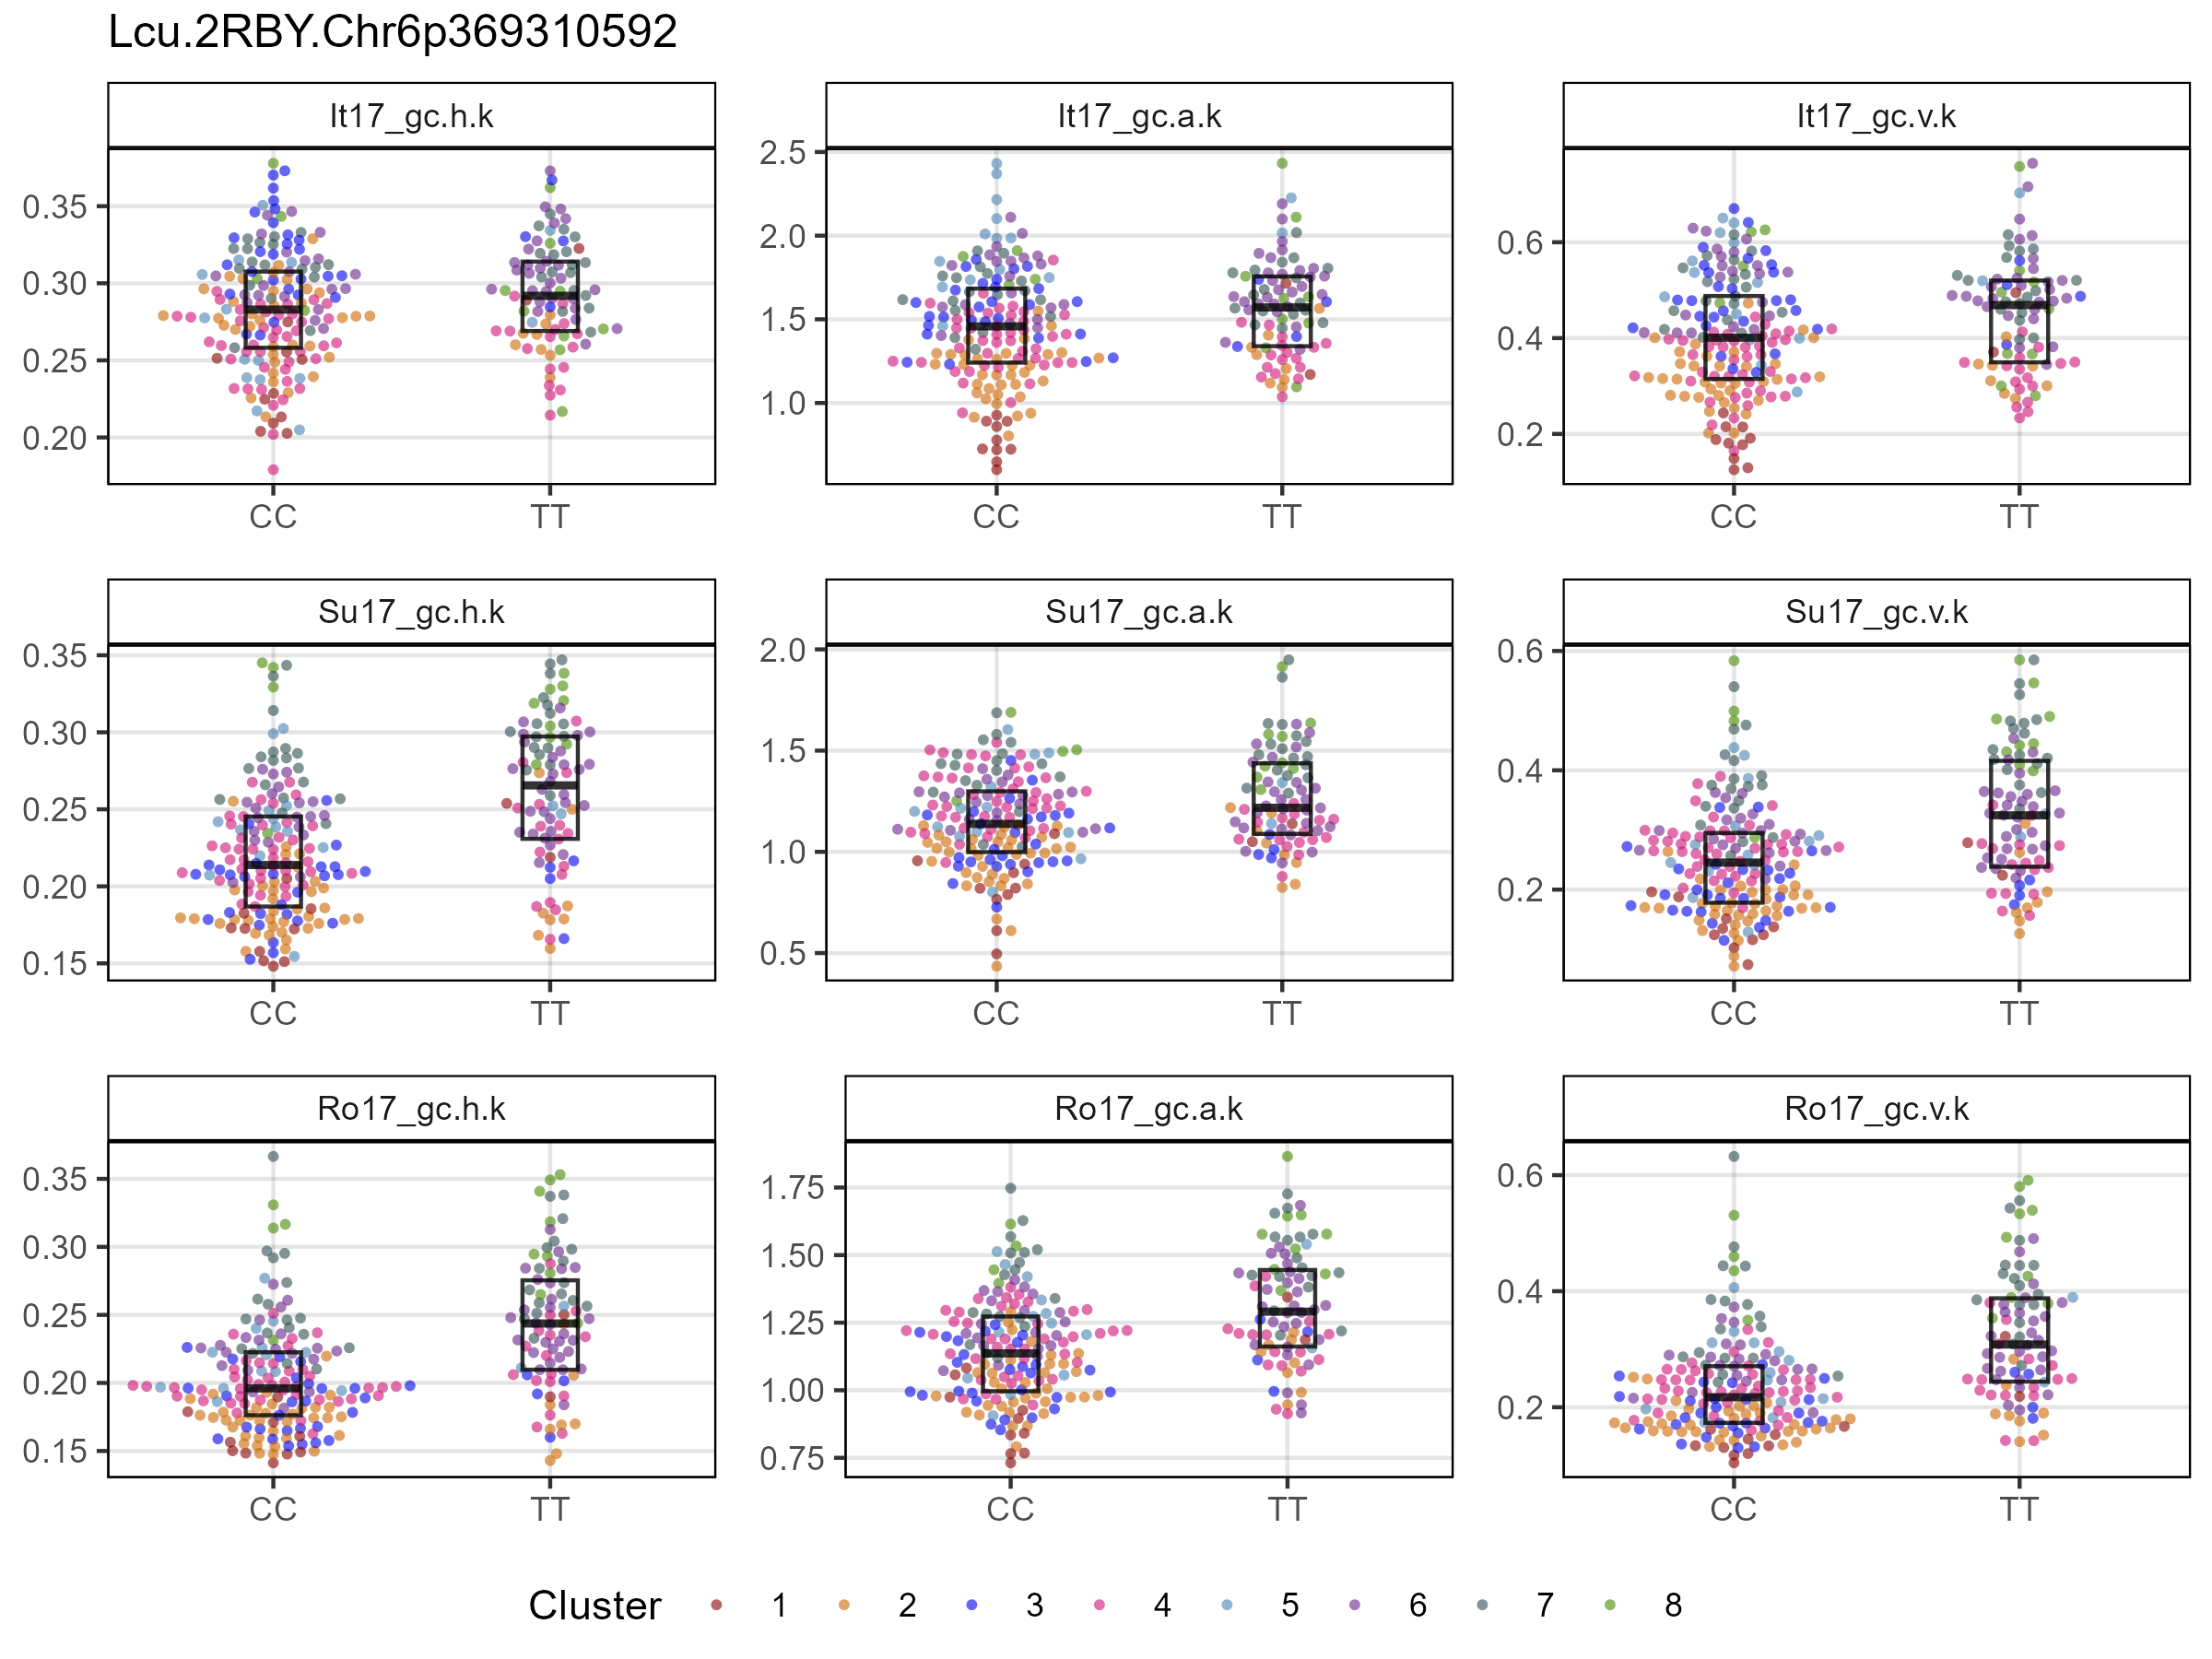 Lcu.2RBY.Chr6p369310592
It17_gc.h.k
It17_gc.a.k
It17_gc.v.k
0.35
0.30
0.25
0.20
CC
TT
2.5
2.0
1.5
1.0
CC
TT
0.6
0.4
0.2
CC
TT
Su17_gc.h.k
Su17_gc.a.k
Su17_gc.v.k
0.35
0.30
0.25
0.20
0.15
CC
TT
2.0
1.5
1.0
0.5
CC
TT
0.6
0.4
0.2
CC
TT
Ro17_gc.h.k
Ro17_gc.a.k
Ro17_gc.v.k
0.35
0.30
0.25
0.20
0.15
CC
TT
1.75
1.50
1.25
1.00
0.75
CC
TT
0.6
0.4
0.2
CC
TT
Cluster 1 2 3 4 5 6 7 8